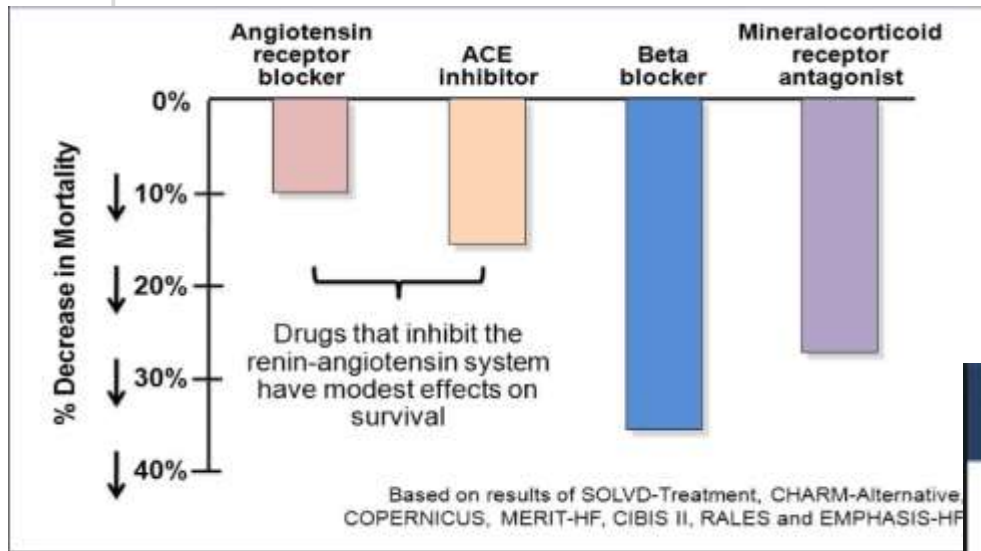 Angiotensin
receptor
blocker
ACE
inhibitor
Beta
blocker
Mineralocorticoid
receptor
antagonist
% Decrease in Mortality
0%
10%
20%
30%
40%
Drugs that inhibit the
renin-angiotensin system
have modest effects on
survival
Based on results of SOLVD-Treatment, CHARM-Alternative,
COPERNICUS, MERIT-HF, CIBIS II, RALES and EMPHASIS-HF